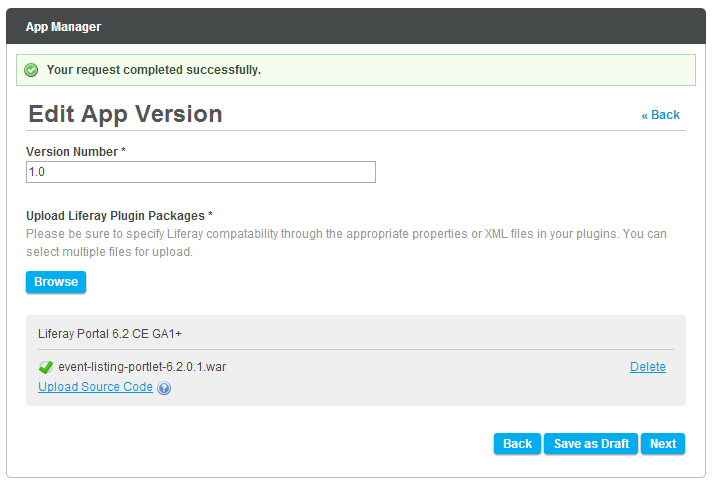 App Manager
Your request completed successfully.
Edit App Version
« Back
Version Number *
1.0
Upload Liferay Plugin Packages *
Please be sure to specify Liferay compatability through the appropriate properties or XML files in your plugins. You can
select multiple files for upload.
Browse
Liferay Portal 6.2 CE GA1+
event-listing-portlet-6.2.0.1.war
Delete
Upload Source Code ?
Back
Save as Draft
Next